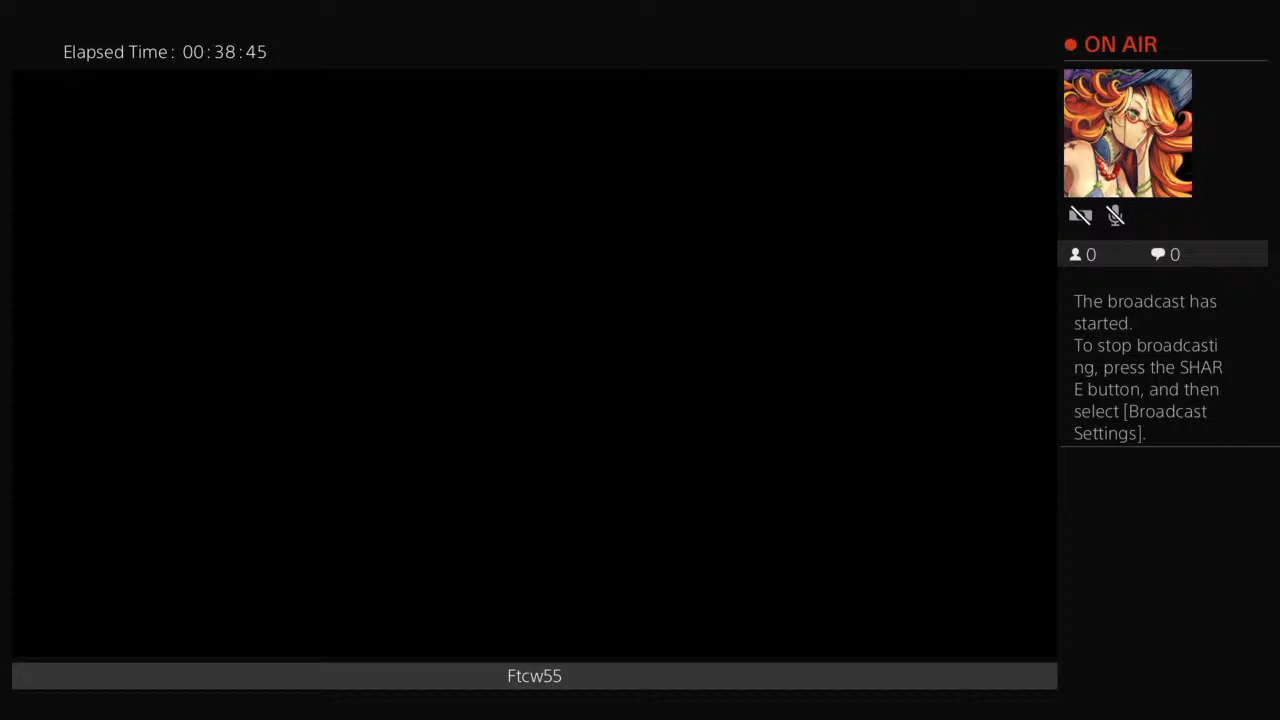 Elapsed Time: 00:38:45
ON AIR
0 0
The broadcast has
started.
To stop broadcasti
ng, press the SHAR
E button, and then
select [Broadcast
Settings].
Ftcw55